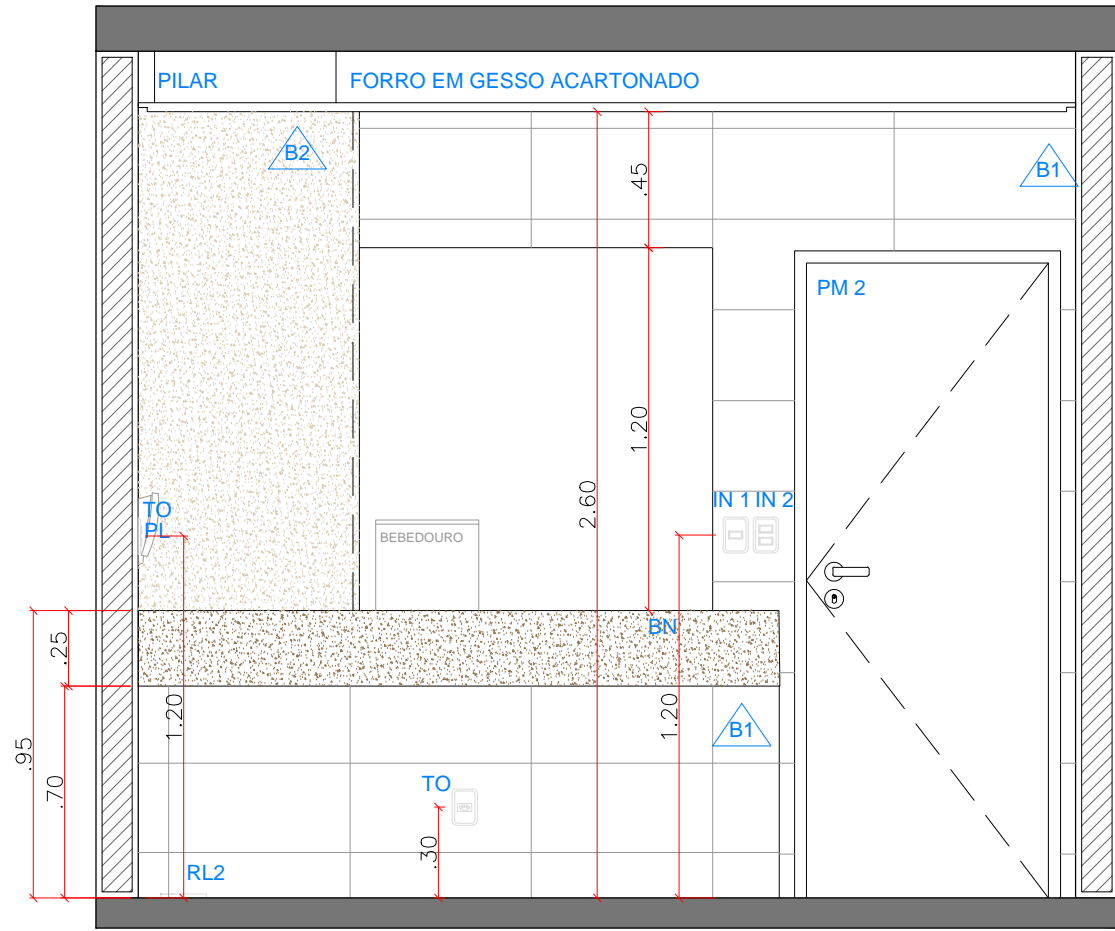 PILAR
FORRO EM GESSO ACARTONADO
B2
B1
.45
PM 2
1.20
2.60
IN 1 IN 2
TO
PL
BEBEDOURO
BN
.25
1.20
1.20
B1
.95
.70
TO
.30
RL2